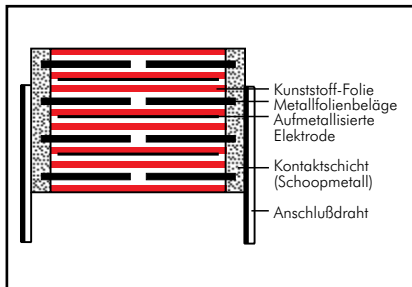 Kunststoff-Folie
Metallfolienbeläge
Aufmetallisierte
Elektrode
Kontaktschicht
(Schoopmetall)
Anschlußdraht